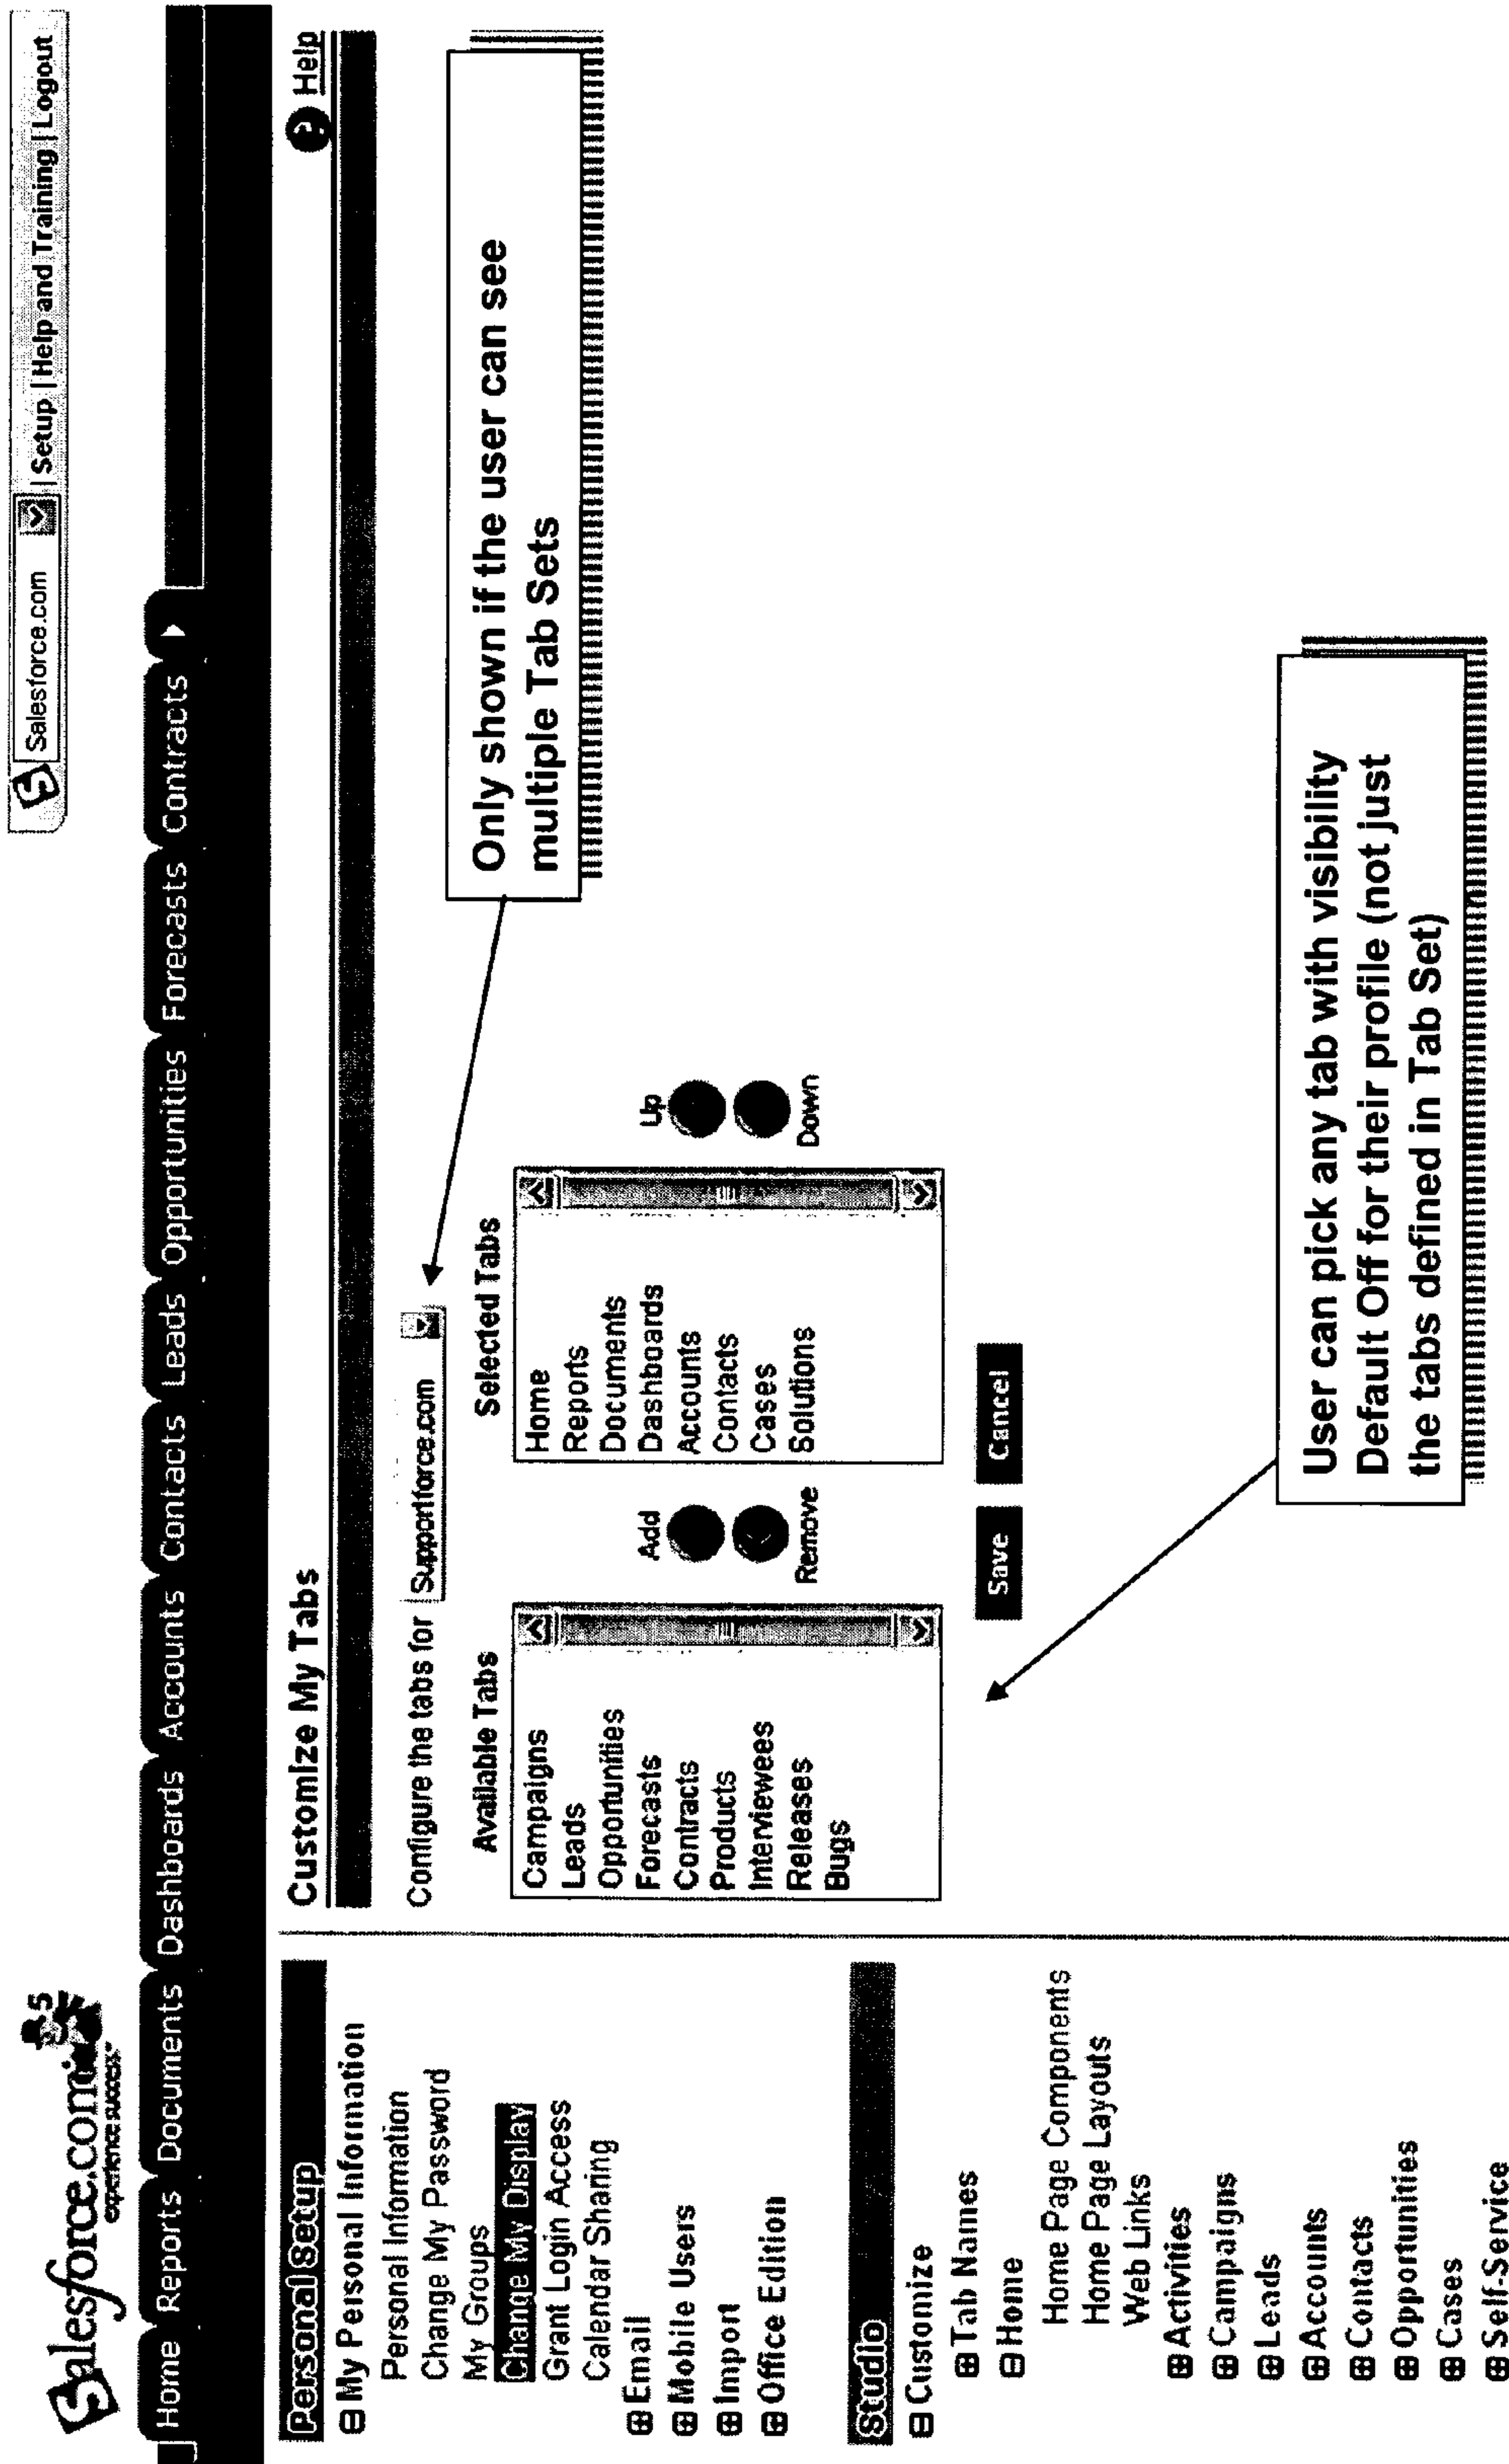 Salesforce.com
experience success™
Salesforce.com | Setup | Help and Training | Logout
Home Reports Documents Dashboards Accounts Contacts Leads Opportunities Forecasts Contracts
Personal Setup
My Personal Information
Personal Information
Change My Password
My Groups
Change My Display
Grant Login Access
Calendar Sharing
Email
Mobile Users
Import
Office Edition
Studio
Customize
Tab Names
Home
Home Page Components
Home Page Layouts
Web Links
Activities
Campaigns
Leads
Accounts
Contacts
Opportunities
Cases
Self-Service
Customize My Tabs
Help
Configure the tabs for Supportforce.com
Available Tabs
Campaigns
Leads
Opportunities
Forecasts
Contracts
Products
Interviewees
Releases
Bugs
Add
Remove
Selected Tabs
Home
Reports
Documents
Dashboards
Accounts
Contacts
Cases
Solutions
Up
Down
Save Cancel
Only shown if the user can see
multiple Tab Sets
User can pick any tab with visibility
Default Off for their profile (not just
the tabs defined in Tab Set)